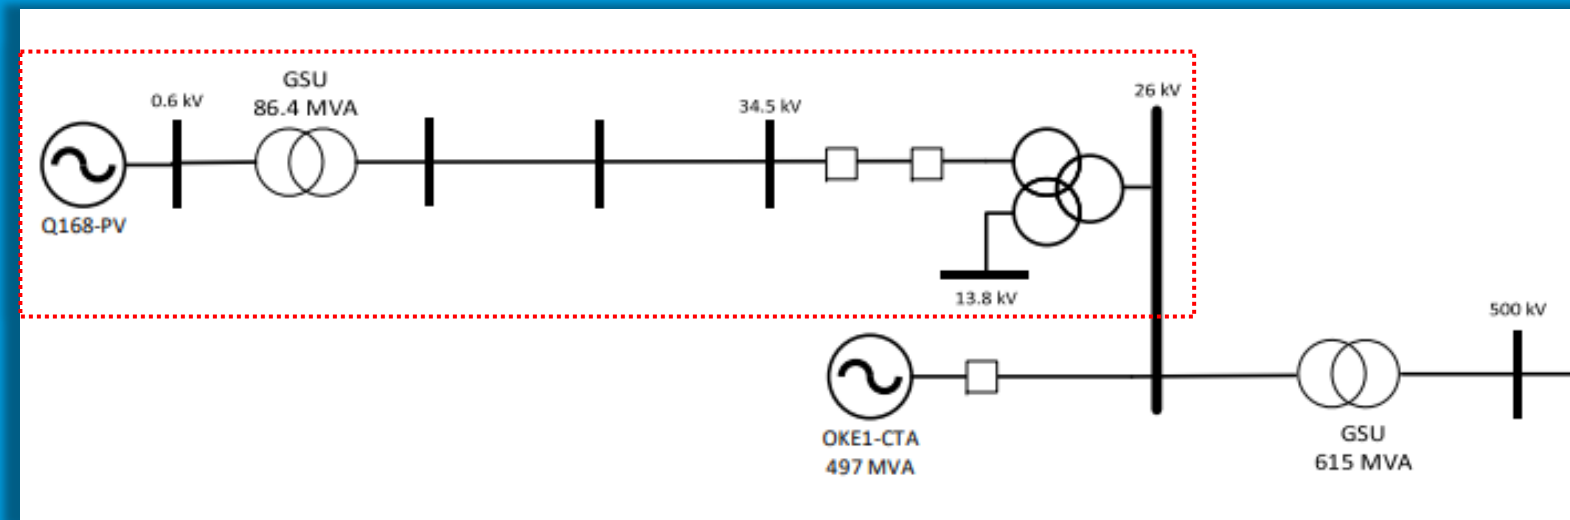 0.6 kV
GSU
86.4 MVA
Q168-PV
34.5 kV
26 kV
13.8 kV
OKE1-CTA
497 MVA
500 kV
GSU
615 MVA